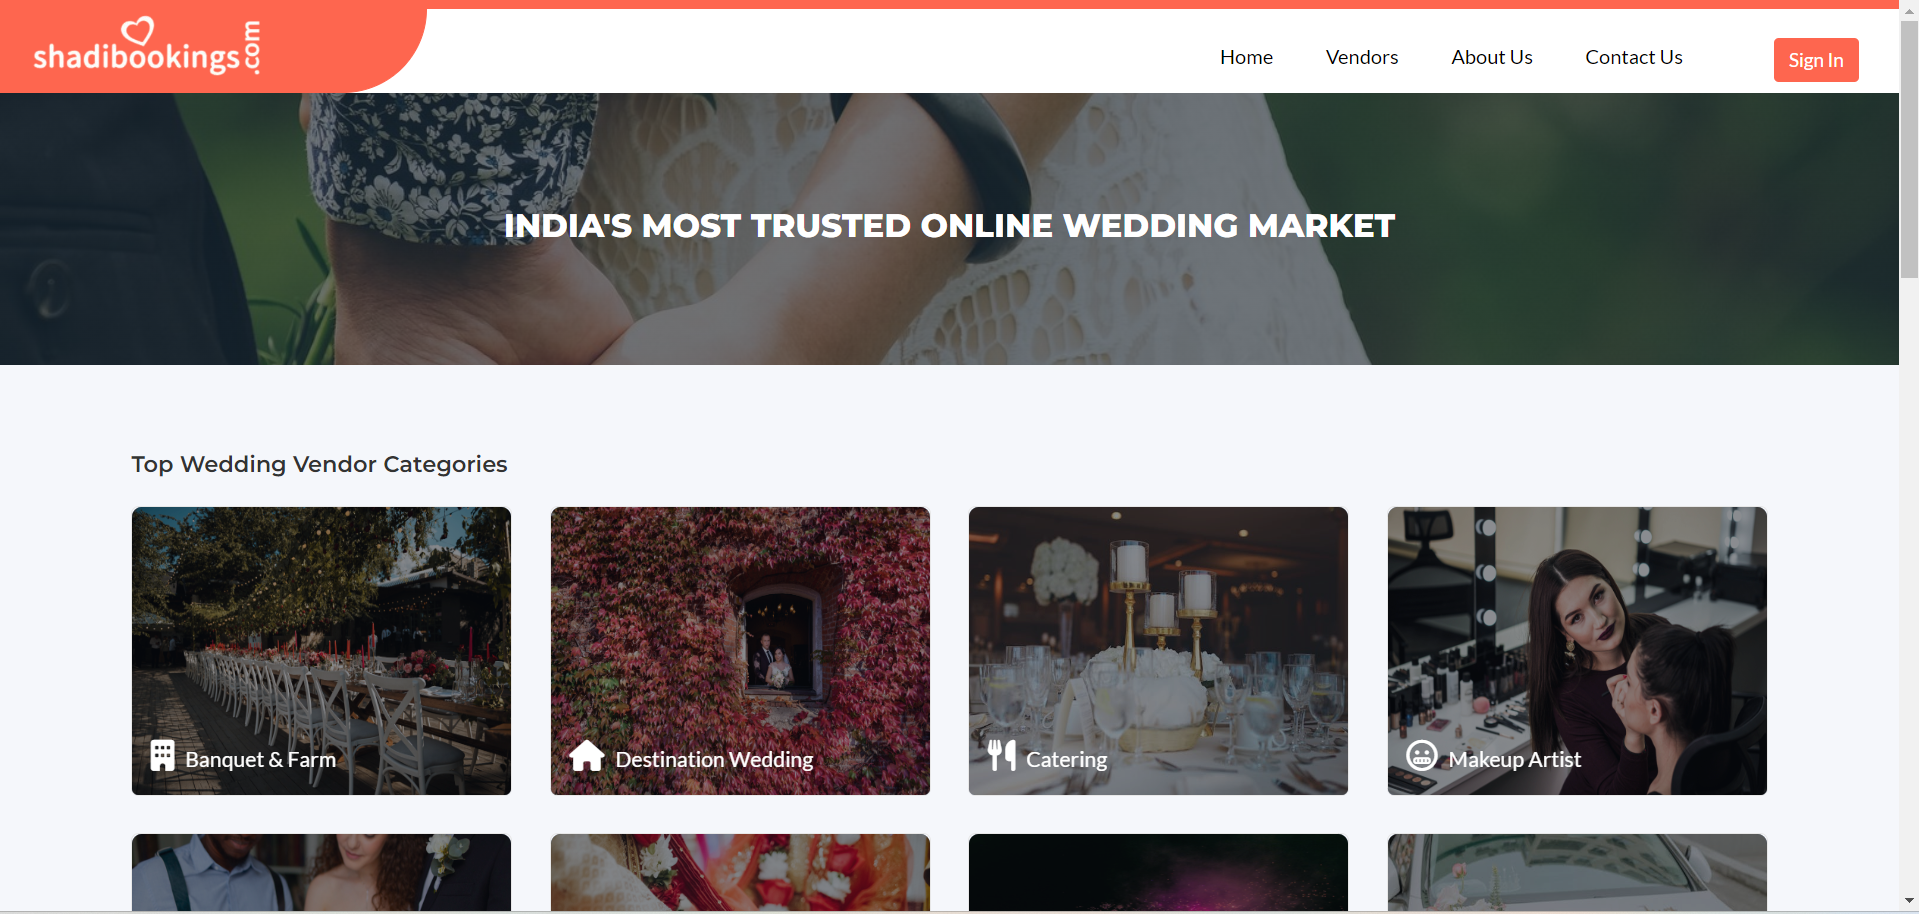 shadibookings.com
Home
Vendors
About Us
Contact Us
Sign In
INDIA'S MOST TRUSTED ONLINE WEDDING MARKET
Top Wedding Vendor Categories
Banquet & Farm
Destination Wedding
Catering
Makeup Artist